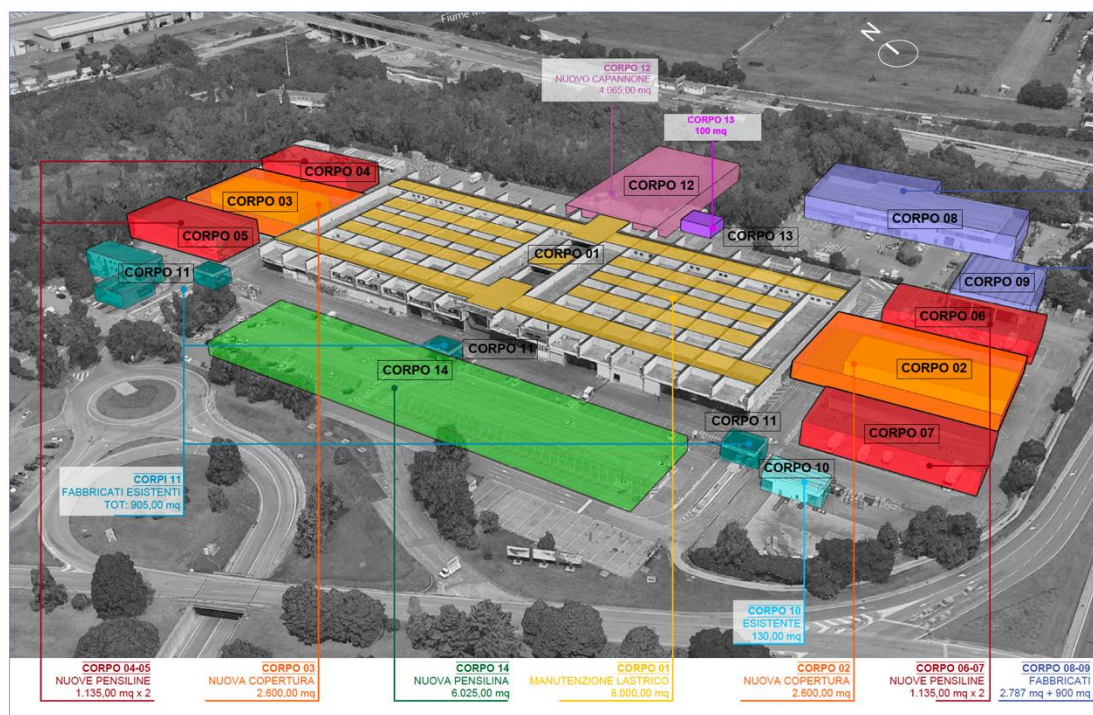 Fiume M
N
CORPO 12
NUOVO CAPANNONE
4.065,00 mq
CORPO 13
100 mq
CORPO 04
CORPO 03
CORPO 05
CORPO 12
CORPO 13
CORPO 08
CORPO 09
CORPO 01
CORPO 11
CORPO 06
CORPO 02
CORPO 11
CORPO 14
CORPO 07
CORPO 11
CORPO 10
CORPI 11
FABBRICATI ESISTENTI
TOT: 905,00 mq
CORPO 10
ESISTENTE
130,00 mq
CORPO 04-05
NUOVE PENSILINE
1.135,00 mq x 2
CORPO 03
NUOVA COPERTURA
2.600,00 mq
CORPO 14
NUOVA PENSILINA
6.025,00 mq
CORPO 01
MANUTENZIONE LASTRICO
8.000,00 mq
CORPO 02
NUOVA COPERTURA
2.600,00 mq
CORPO 06-07
NUOVE PENSILINE
1.135,00 mq x 2
CORPO 08-09
FABBRICATI
2.787 mq + 900 mq